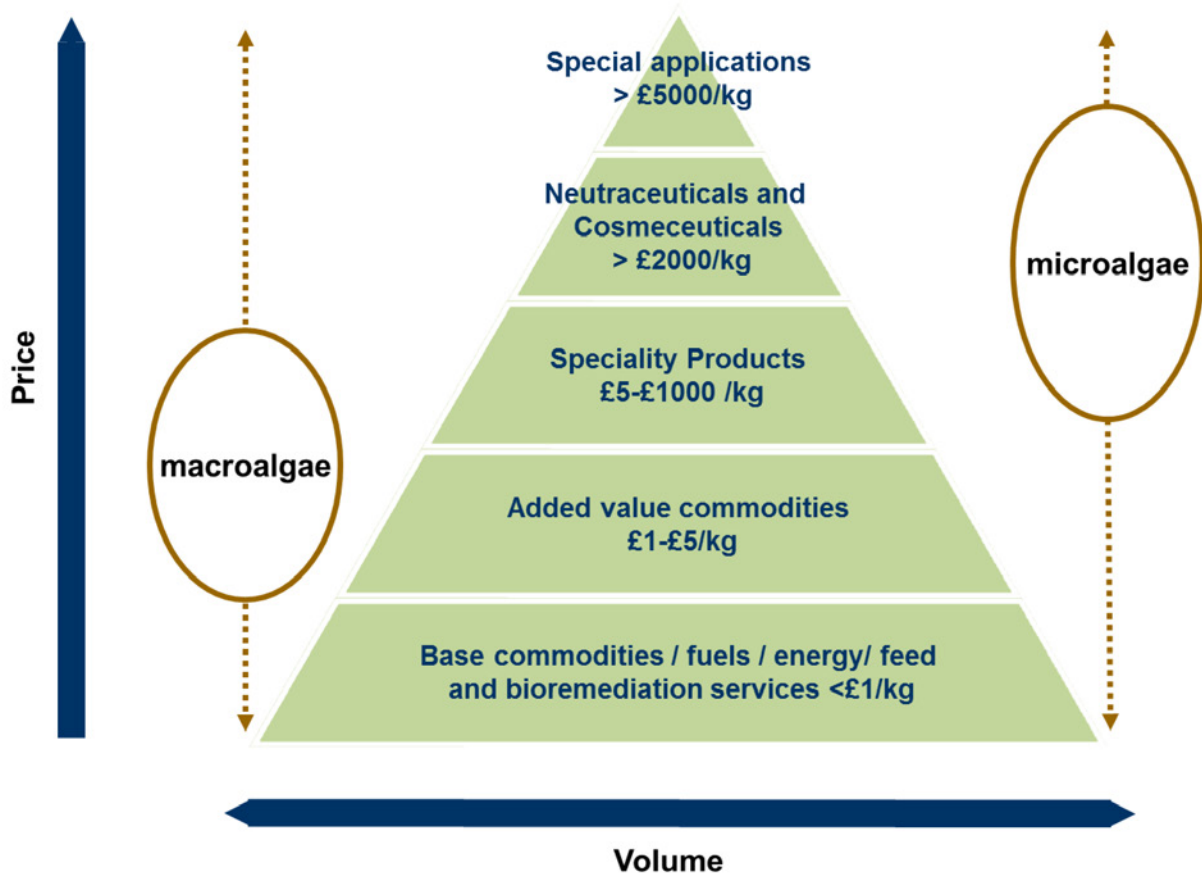 Special applications
> £5000/kg
Neutraceuticals and
Cosmeceuticals
> £2000/kg
microalgae
Speciality Products
£5-£1000 /kg
Price
macroalgae
Added value commodities
£1-£5/kg
Base commodities / fuels / energy/ feed
and bioremediation services <£1/kg
Volume